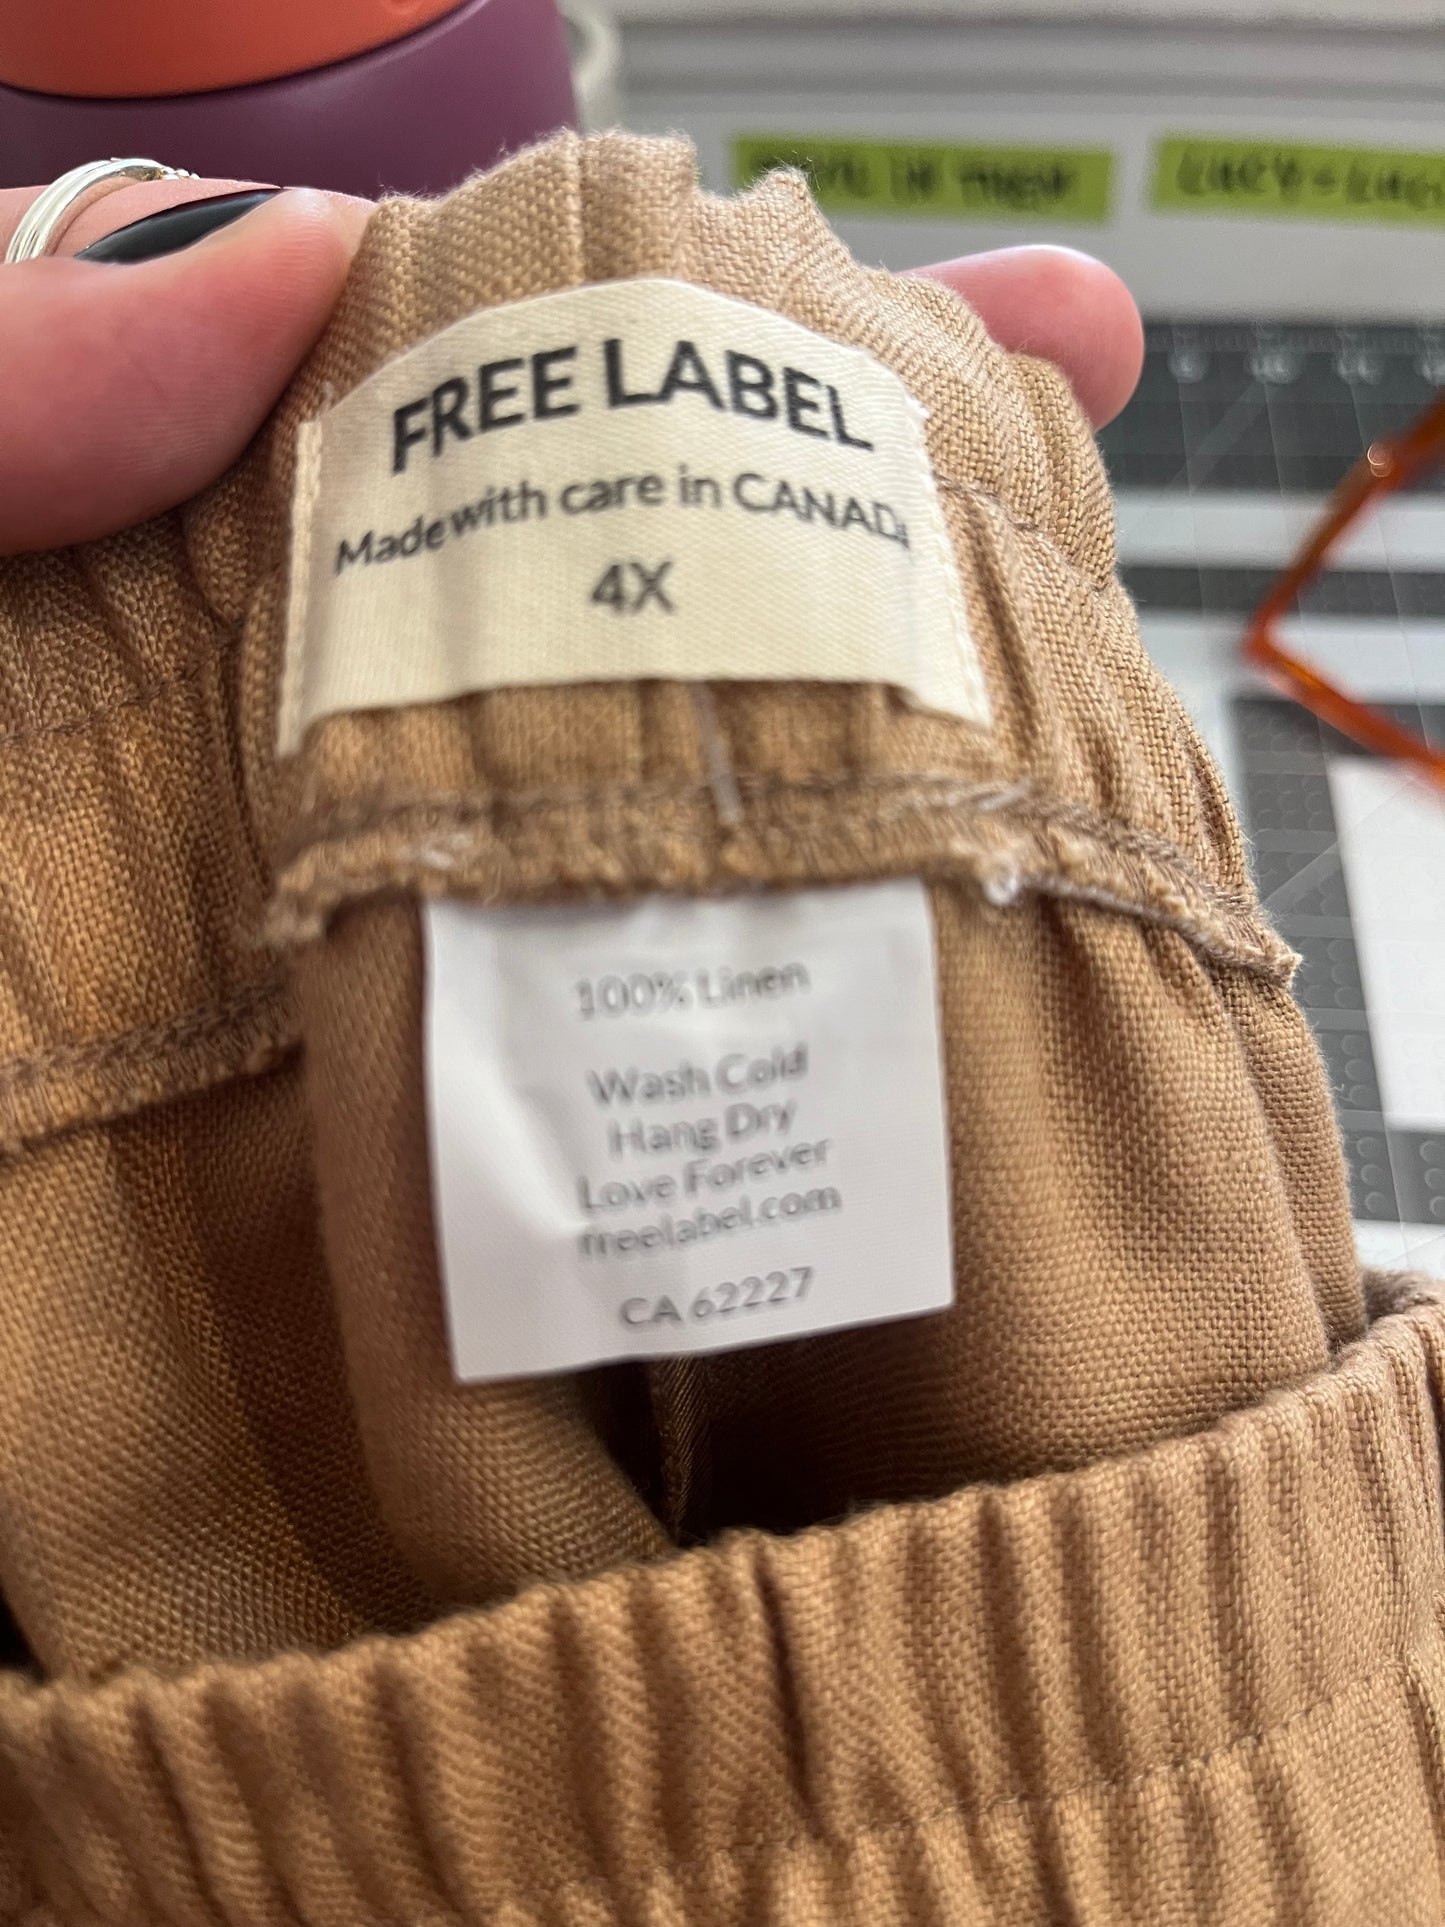 FREE LABEL
Made with care in CANADA
4X
100% Linen
Wash Cold
Hang Dry
Love Forever
freelabel.com
CA 62227